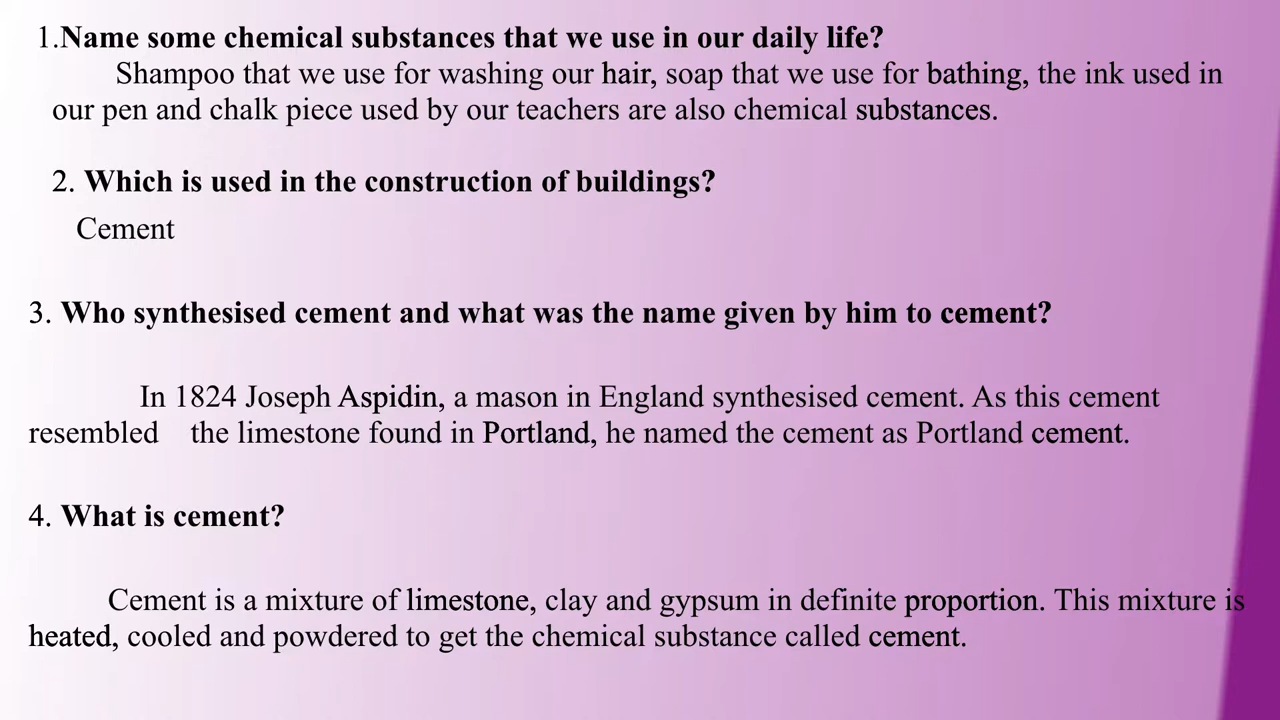 1.Name some chemical substances that we use in our daily life?
Shampoo that we use for washing our hair, soap that we use for bathing, the ink used in
our pen and chalk piece used by our teachers are also chemical substances.
2. Which is used in the construction of buildings?
Cement
3. Who synthesised cement and what was the name given by him to cement?
In 1824 Joseph Aspidin, a mason in England synthesised cement. As this cement
resembled the limestone found in Portland, he named the cement as Portland cement.
4. What is cement?
Cement is a mixture of limestone, clay and gypsum in definite proportion. This mixture is
heated, cooled and powdered to get the chemical substance called cement.